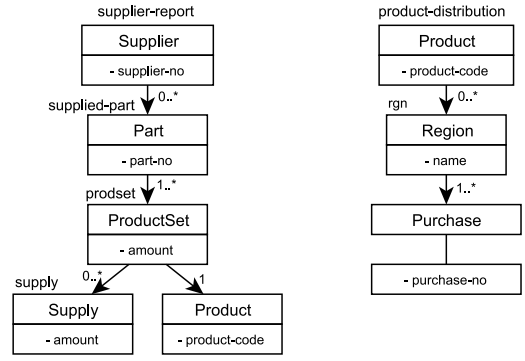 supplier-report
Supplier
- supplier-no
0..*
supplied-part
Part
- part-no
1..*
prodset
ProductSet
- amount
0..*
1
supply
Supply
- amount
Product
- product-code
product-distribution
Product
- product-code
0..*
rgn
Region
- name
1..*
Purchase
- purchase-no